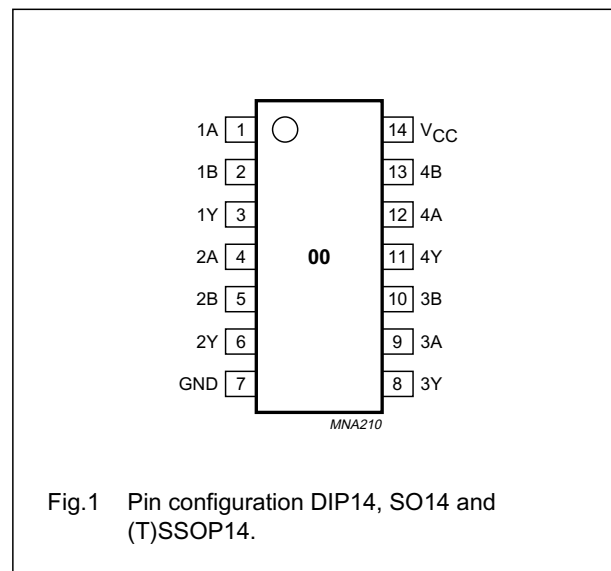 1A 1 14 VCC
1B 2 13 4B
1Y 3 12 4A
2A 4 00 11 4Y
2B 5 10 3B
2Y 6 9 3A
GND 7 8 3Y
MNA210
Fig.1 Pin configuration DIP14, SO14 and
(T)SSOP14.